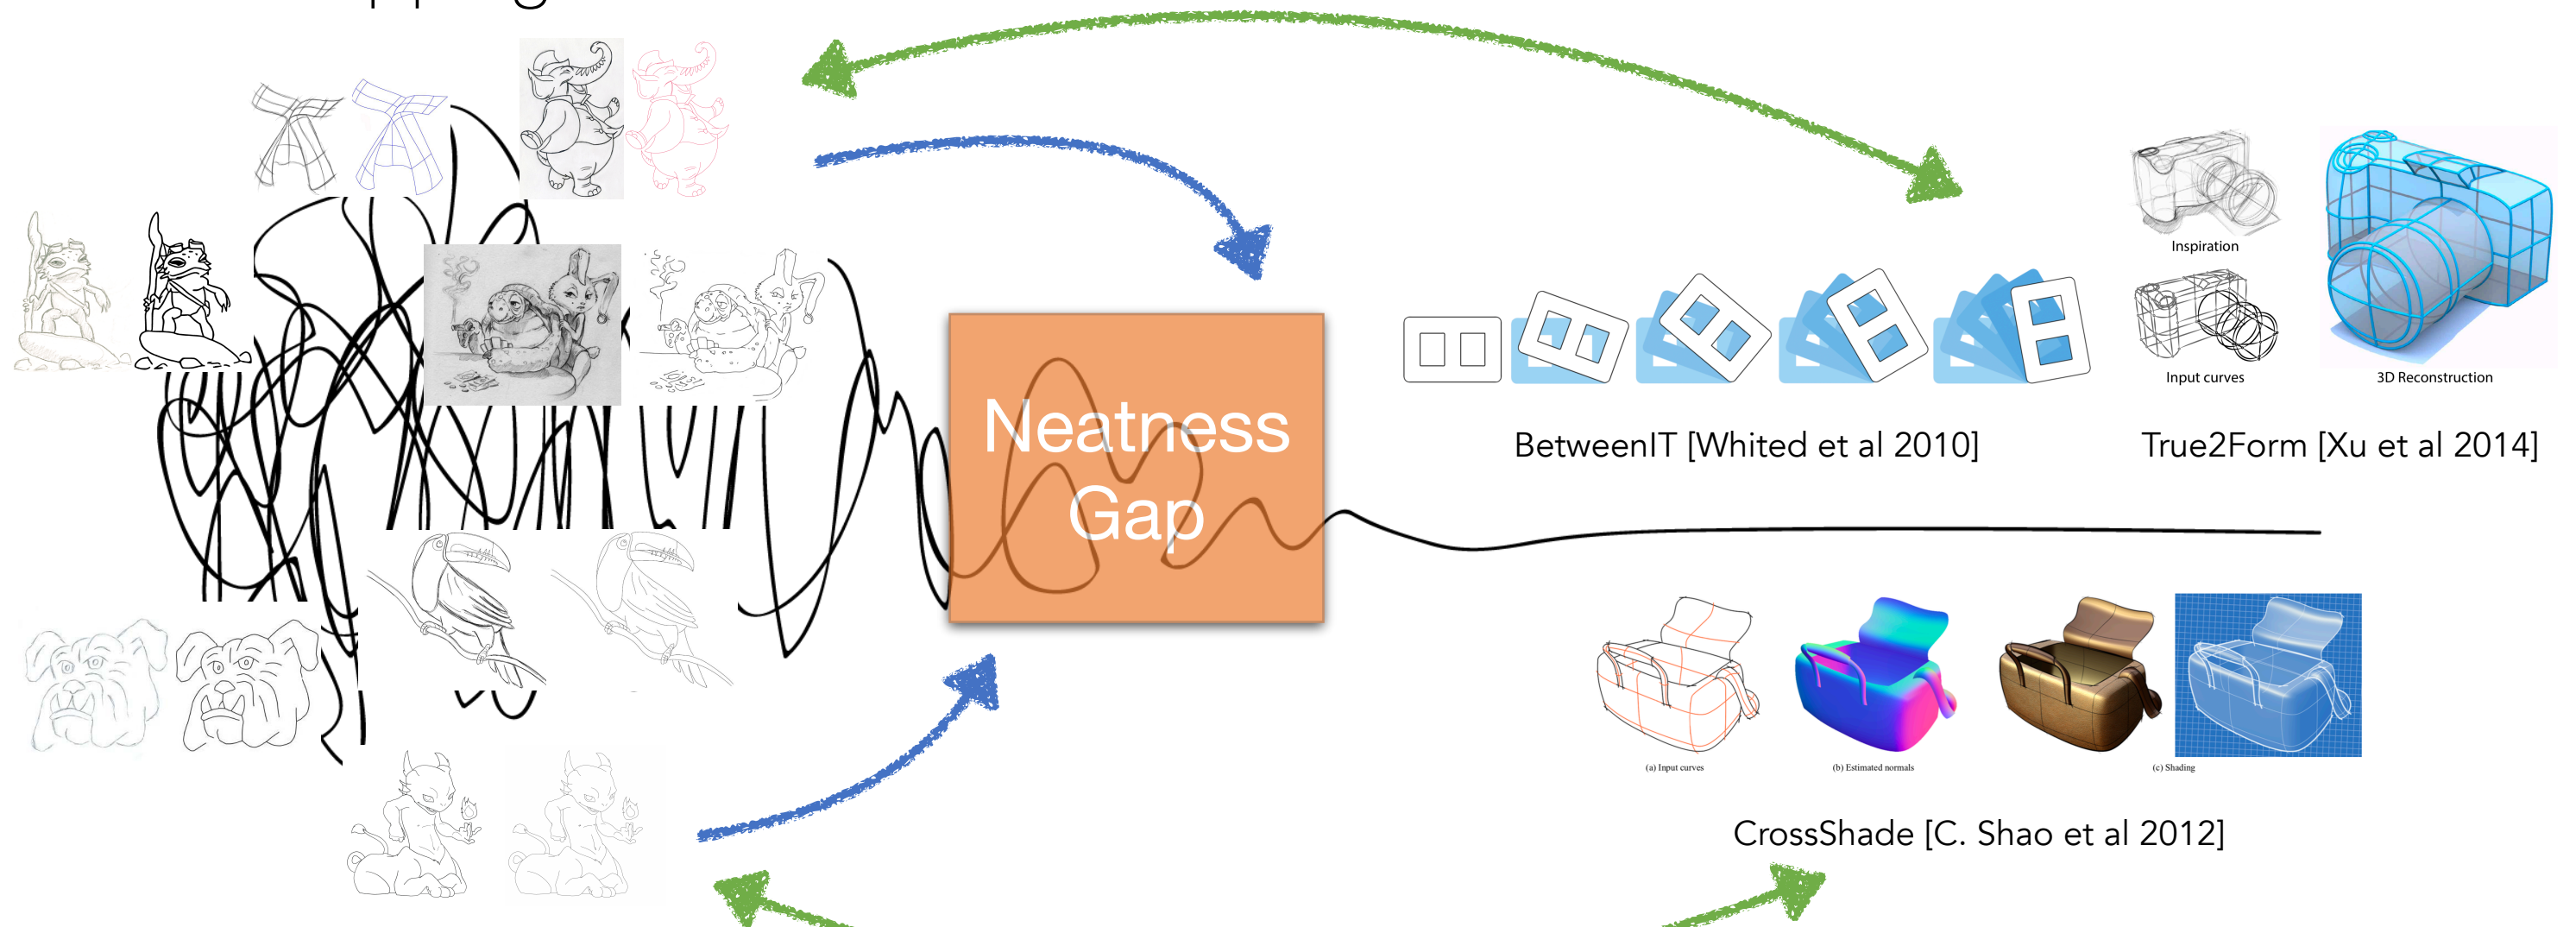 Inspiration
Input curves
3D Reconstruction
Neatness
Gap
BetweenIT [Whited et al 2010]
True2Form [Xu et al 2014]
(a) Input curves
(b) Estimated normals
(c) Shading
CrossShade [C. Shao et al 2012]